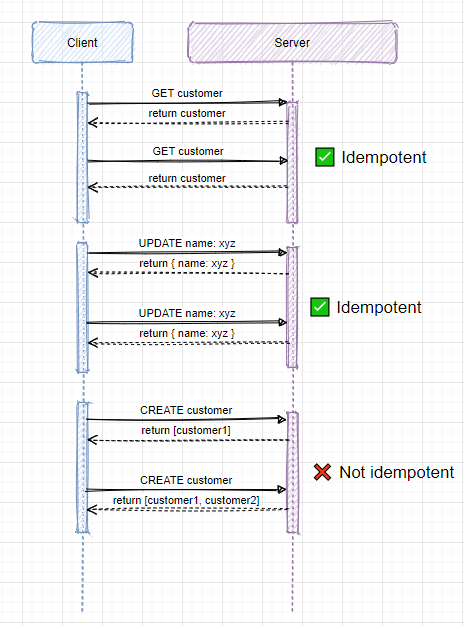 Client
Server
GET customer
return customer
GET customer
✅ Idempotent
return customer
UPDATE name: xyz
return { name: xyz }
✅ Idempotent
UPDATE name: xyz
return { name: xyz }
CREATE customer
return [customer1]
❌ Not idempotent
CREATE customer
return [customer1, customer2]